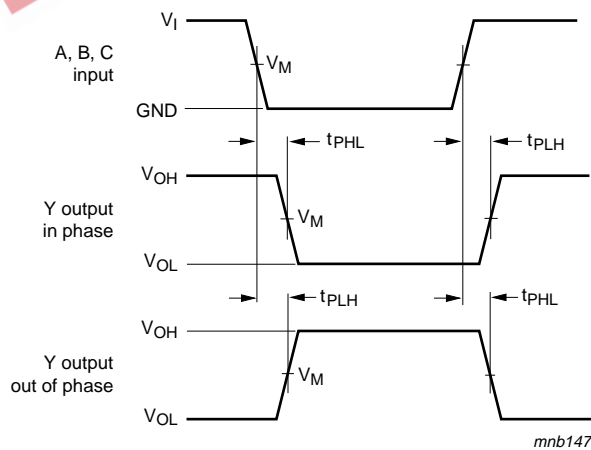 V_I
A, B, C
input
V_M
GND
t_PHL
t_PLH
V_OH
Y output
in phase
V_M
V_OL
t_PLH
t_PHL
V_OH
Y output
out of phase
V_M
V_OL
mnb147